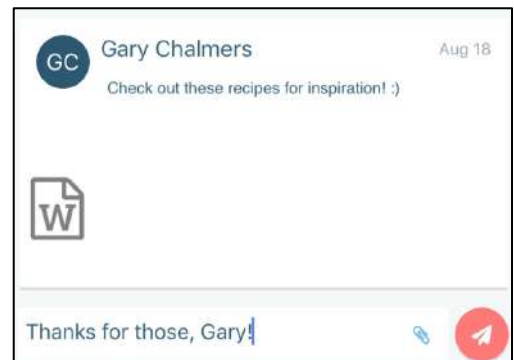 GC
Gary Chalmers
Aug 18
Check out these recipes for inspiration! :)
W
Thanks for those, Gary!